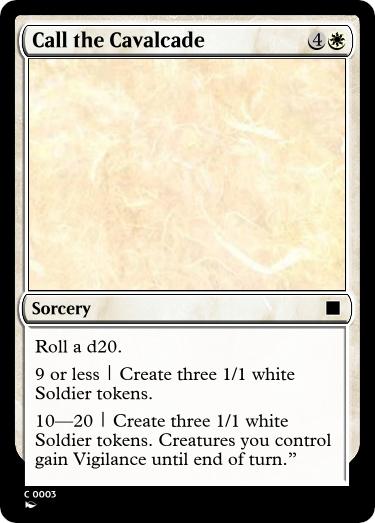 Call the Cavalcade 4
Sorcery
Roll a d20.
9 or less | Create three 1/1 white
Soldier tokens.
10—20 | Create three 1/1 white
Soldier tokens. Creatures you control
gain Vigilance until end of turn.”
C 0003